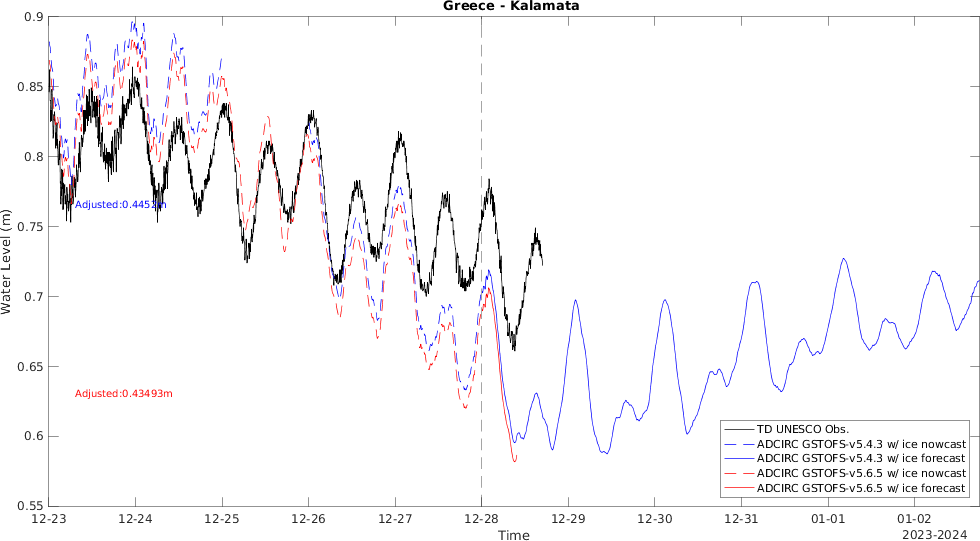 Greece - Kalamata
0.9
0.85
0.8
0.75
0.7
0.65
0.6
0.55
Water Level (m)
Adjusted:0.4452m
Adjusted:0.43493m
TD UNESCO Obs.
ADCIRC GSTOFS-v5.4.3 w/ ice nowcast
ADCIRC GSTOFS-v5.4.3 w/ ice forecast
ADCIRC GSTOFS-v5.6.5 w/ ice nowcast
ADCIRC GSTOFS-v5.6.5 w/ ice forecast
12-23 12-24 12-25 12-26 12-27 12-28 12-29 12-30 12-31 01-01 01-02
Time
2023-2024